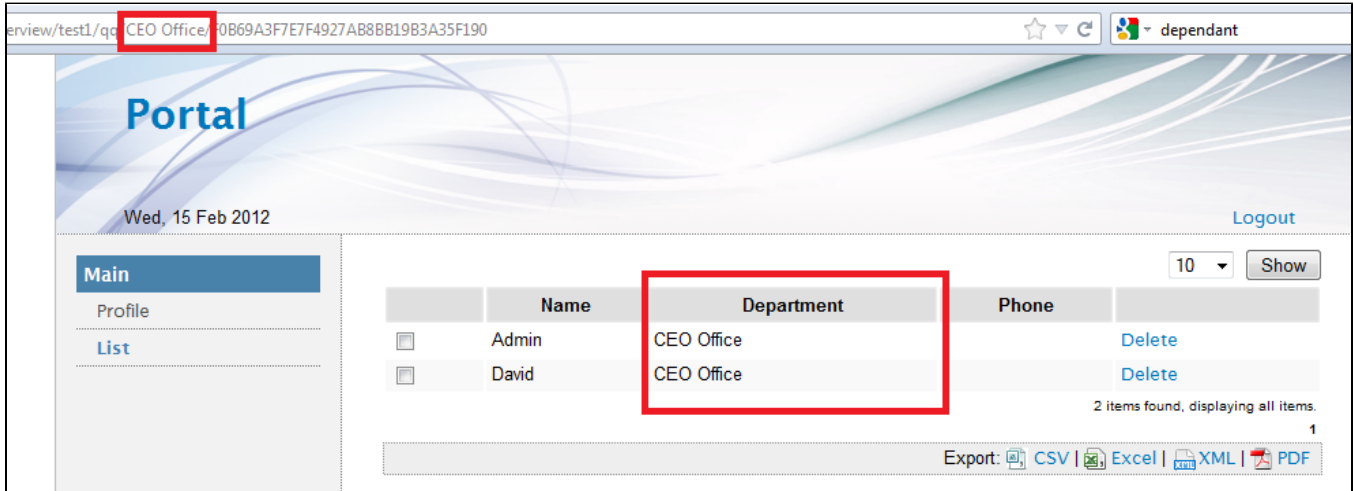 erview/test1/qq/CEO Office/F0B69A3F7E7F4927AB8BB19B3A35F190 dependant
Portal
Wed, 15 Feb 2012
Logout
Main
Profile
List
10 Show
Name Department Phone
Admin CEO Office Delete
David CEO Office Delete
2 items found, displaying all items.
1
Export: CSV | Excel | XML | PDF